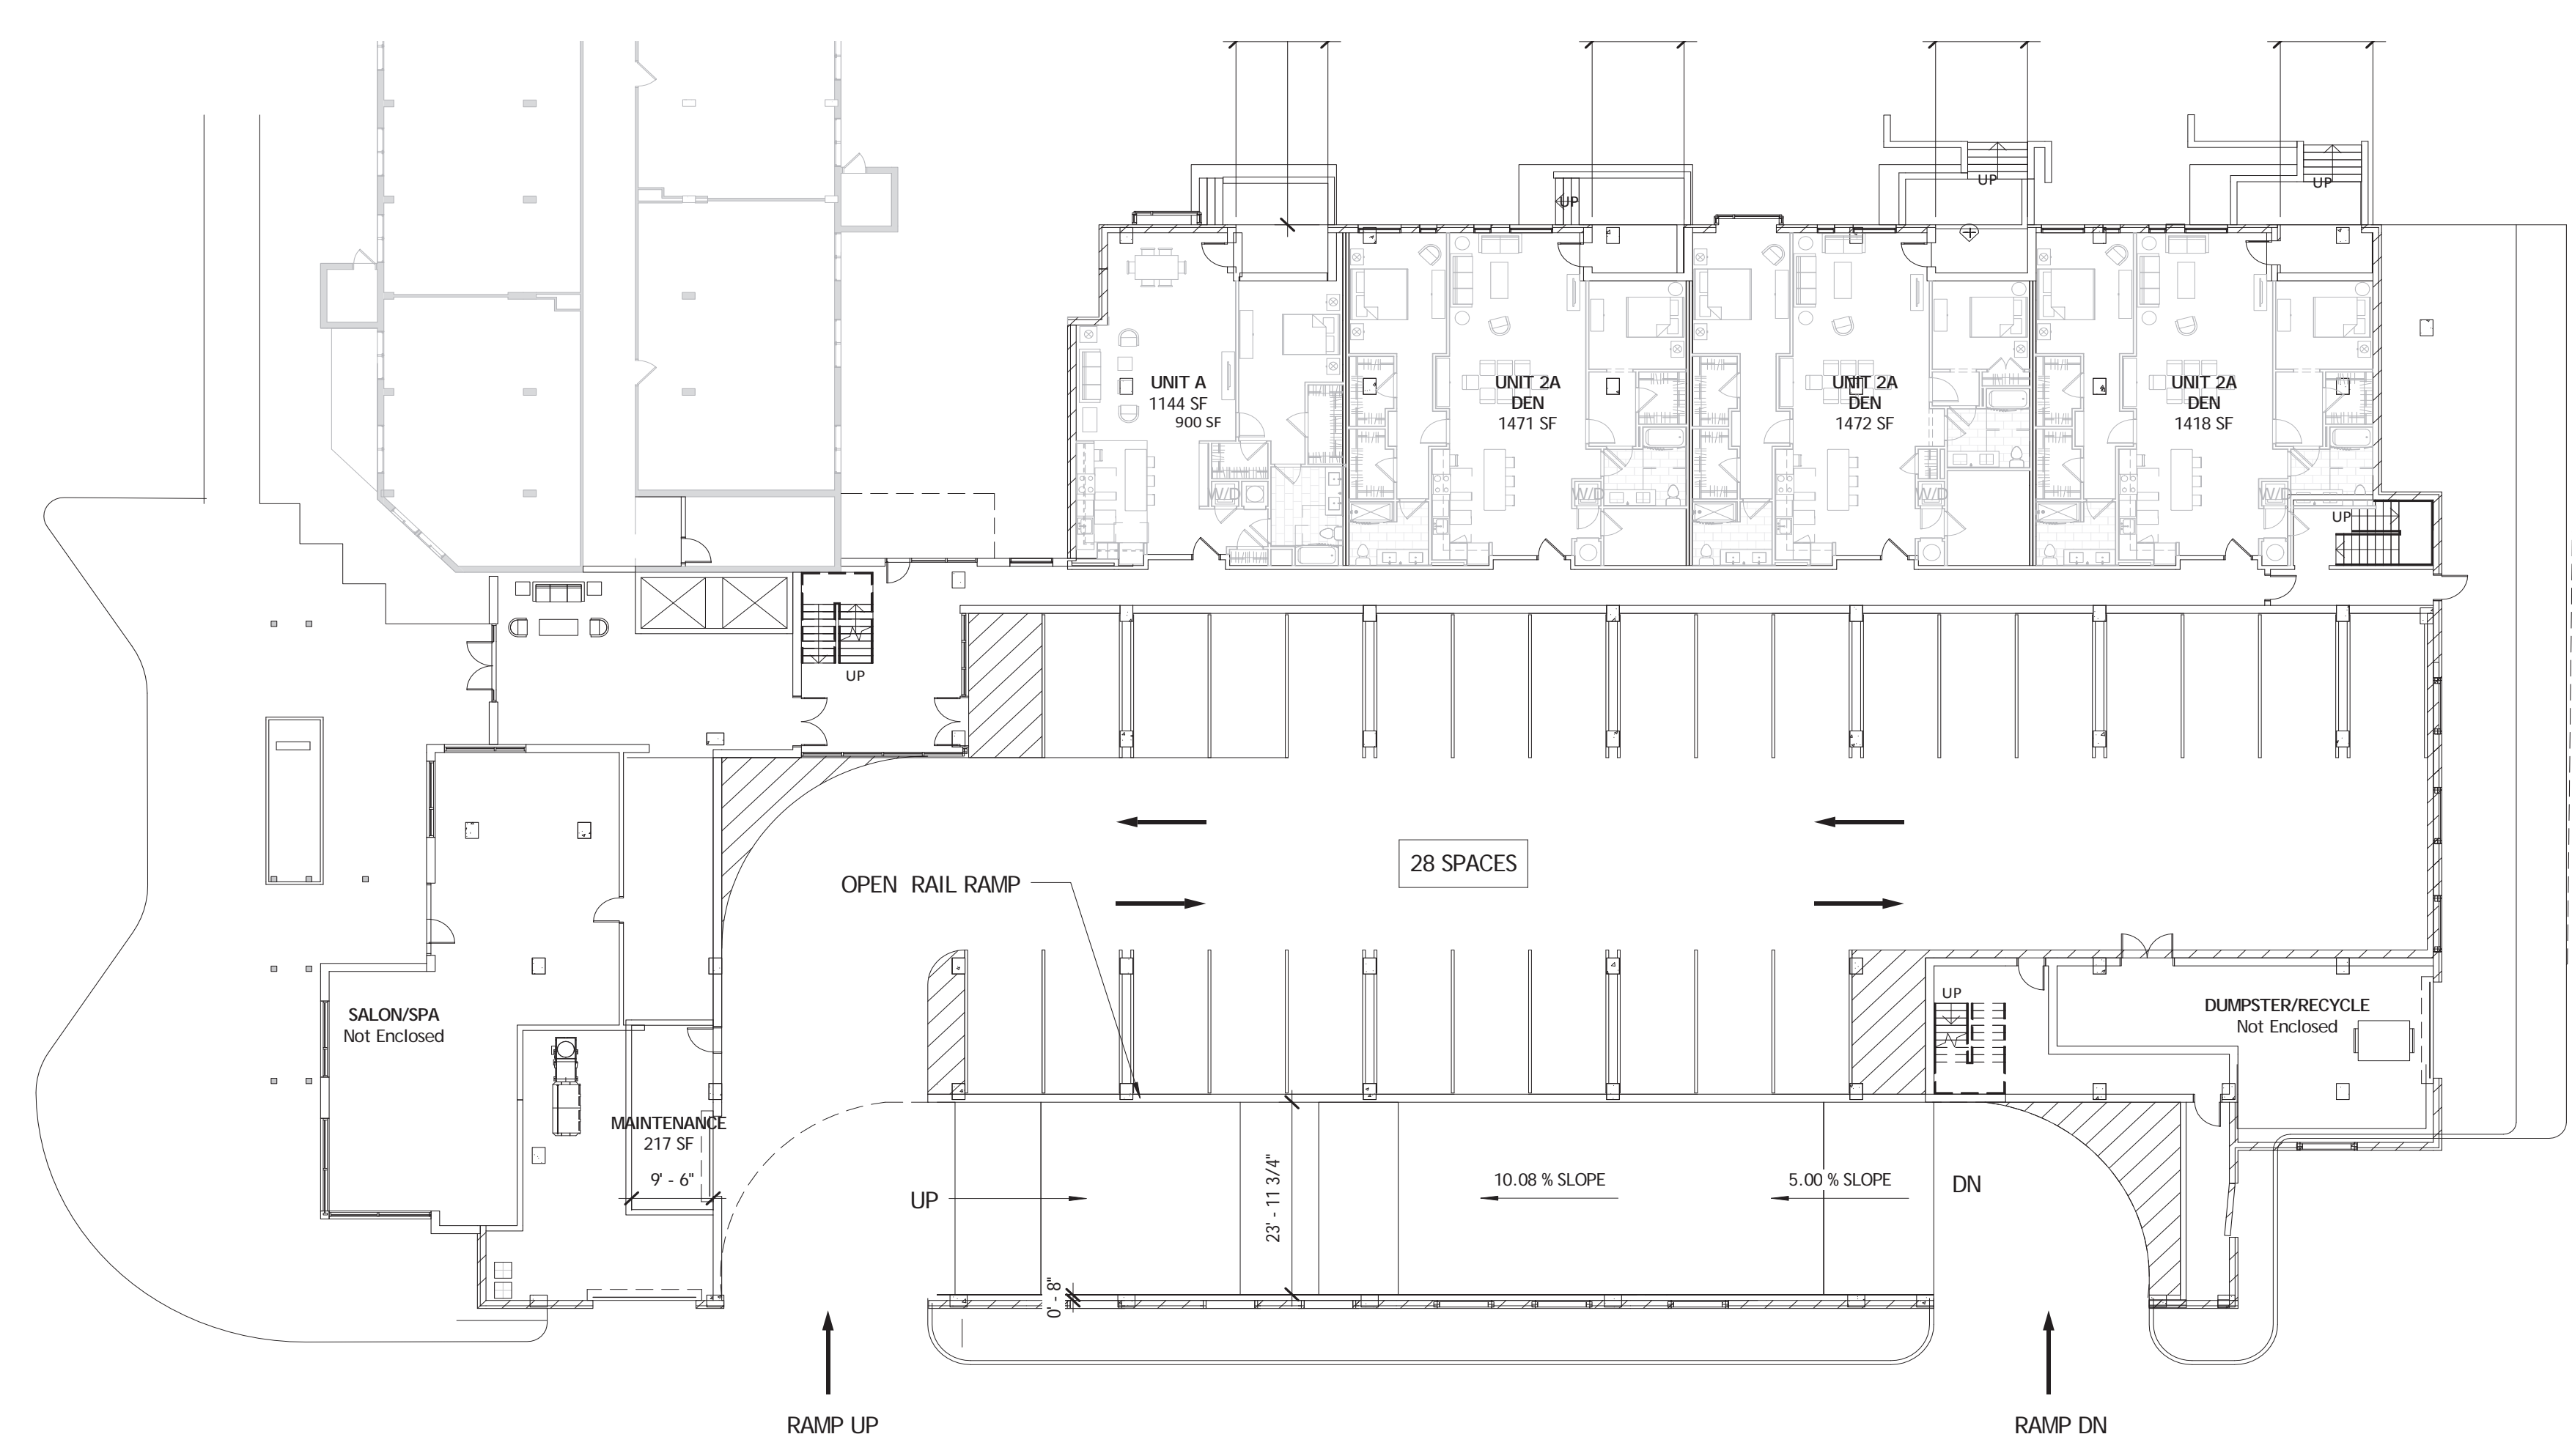 UP
UP
UP
UNIT A
1144 SF
900 SF
UNIT 2A
DEN
1471 SF
UNIT 2A
DEN
1472 SF
UNIT 2A
DEN
1418 SF
W/D
W/D
W/D
W/D
UP
UP
28 SPACES
OPEN RAIL RAMP
SALON/SPA
Not Enclosed
UP
DUMPSTER/RECYCLE
Not Enclosed
MAINTENANCE
217 SF
9' - 6"
UP
23' - 11 3/4"
10.08 % SLOPE
5.00 % SLOPE
DN
0' - 8"
RAMP UP
RAMP DN